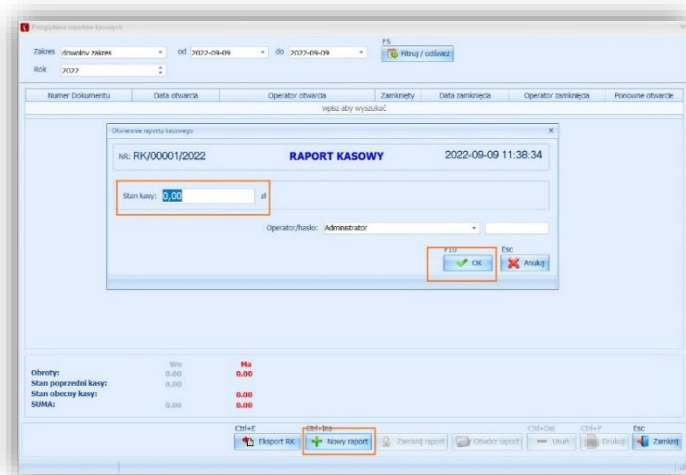 Przeglądanie raportów kasowych
Zakres dowolny zakres od 2022-09-09 do 2022-09-09 F5 Filtruj / odśwież
Rok 2022
Numer Dokumentu Data otwarcia Operator otwarcia Zamknięty Data zamknięcia Operator zamknięcia Ponowne otwarcie
wpisz aby wyszukać
Otwieranie raportu kasowego
NR: RK/00001/2022 RAPORT KASOWY 2022-09-09 11:38:34
Stan kasy: 0,00 zł
Operator/hasło: Administrator
F10 Esc
OK Anuluj
Wn Ma
Obroty: 0.00 0.00
Stan poprzedni kasy: 0.00
Stan obecny kasy: 0.00
SUMA: 0.00 0.00
Ctrl+E Ctrl+Ins Ctrl+Del Ctrl+P Esc
Eksport RK Nowy raport Zamknij raport Otwórz raport Usuń Drukuj Zamknij